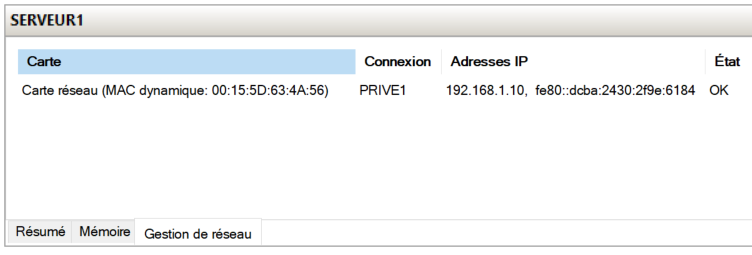 SERVEUR1
Carte Connexion Adresses IP État
Carte réseau (MAC dynamique: 00:15:5D:63:4A:56) PRIVE1 192.168.1.10, fe80::dcba:2430:2f9e:6184 OK
Résumé Mémoire Gestion de réseau